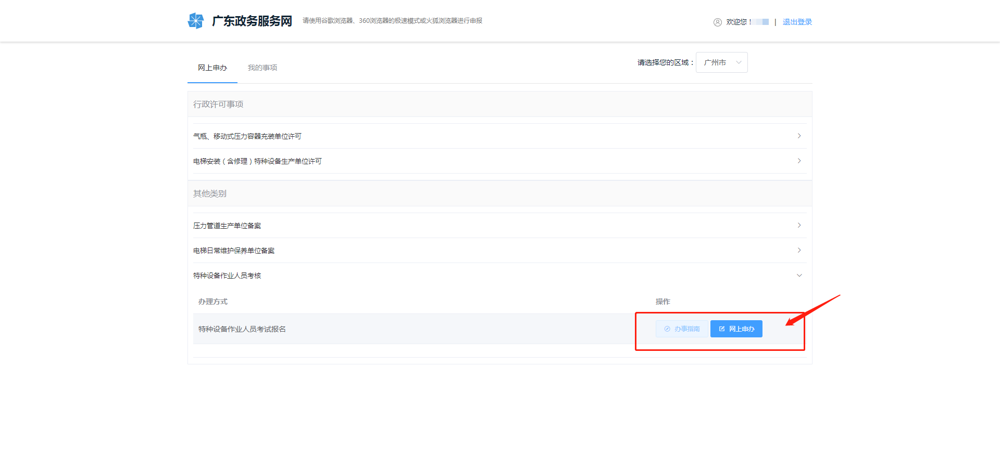 广东政务服务网 请使用谷歌浏览器、360浏览器的极速模式或火狐浏览器进行申报 欢迎您！ | 退出登录
网上申办 我的事项 请选择您的区域： 广州市
行政许可事项
气瓶、移动式压力容器充装单位许可
电梯安装（含修理）特种设备生产单位许可
其他类别
压力管道生产单位备案
电梯日常维护保养单位备案
特种设备作业人员考核
办理方式 操作
特种设备作业人员考试报名 办事指南 网上申办